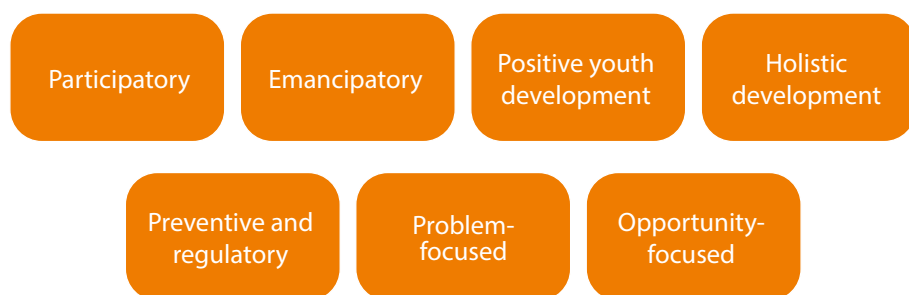 Participatory
Emancipatory
Positive youth
development
Holistic
development
Preventive and
regulatory
Problem-
focused
Opportunity-
focused